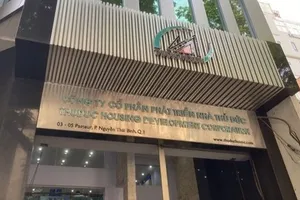 CÔNG TY CỔ PHẦN PHÁT TRIỂN NHÀ THỦ ĐỨC
THUDUC HOUSING DEVELOPMENT CORPORATION
03 - 05 Pasteur, P. Nguyễn Thái Bình, Q.1